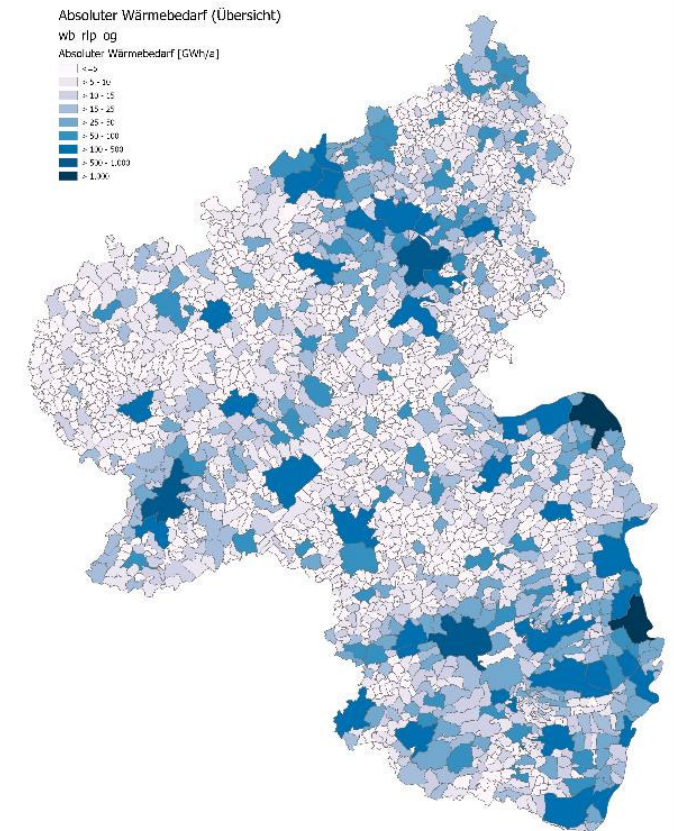 Absoluter Wärmebedarf (Übersicht)
wb rlp og
Absoluter Wärmebedarf [GWh/a]
<=5
> 5 - 10
> 10 - 15
> 15 - 25
> 25 - 50
> 50 - 100
> 100 - 500
> 500 - 1.000
> 1.000